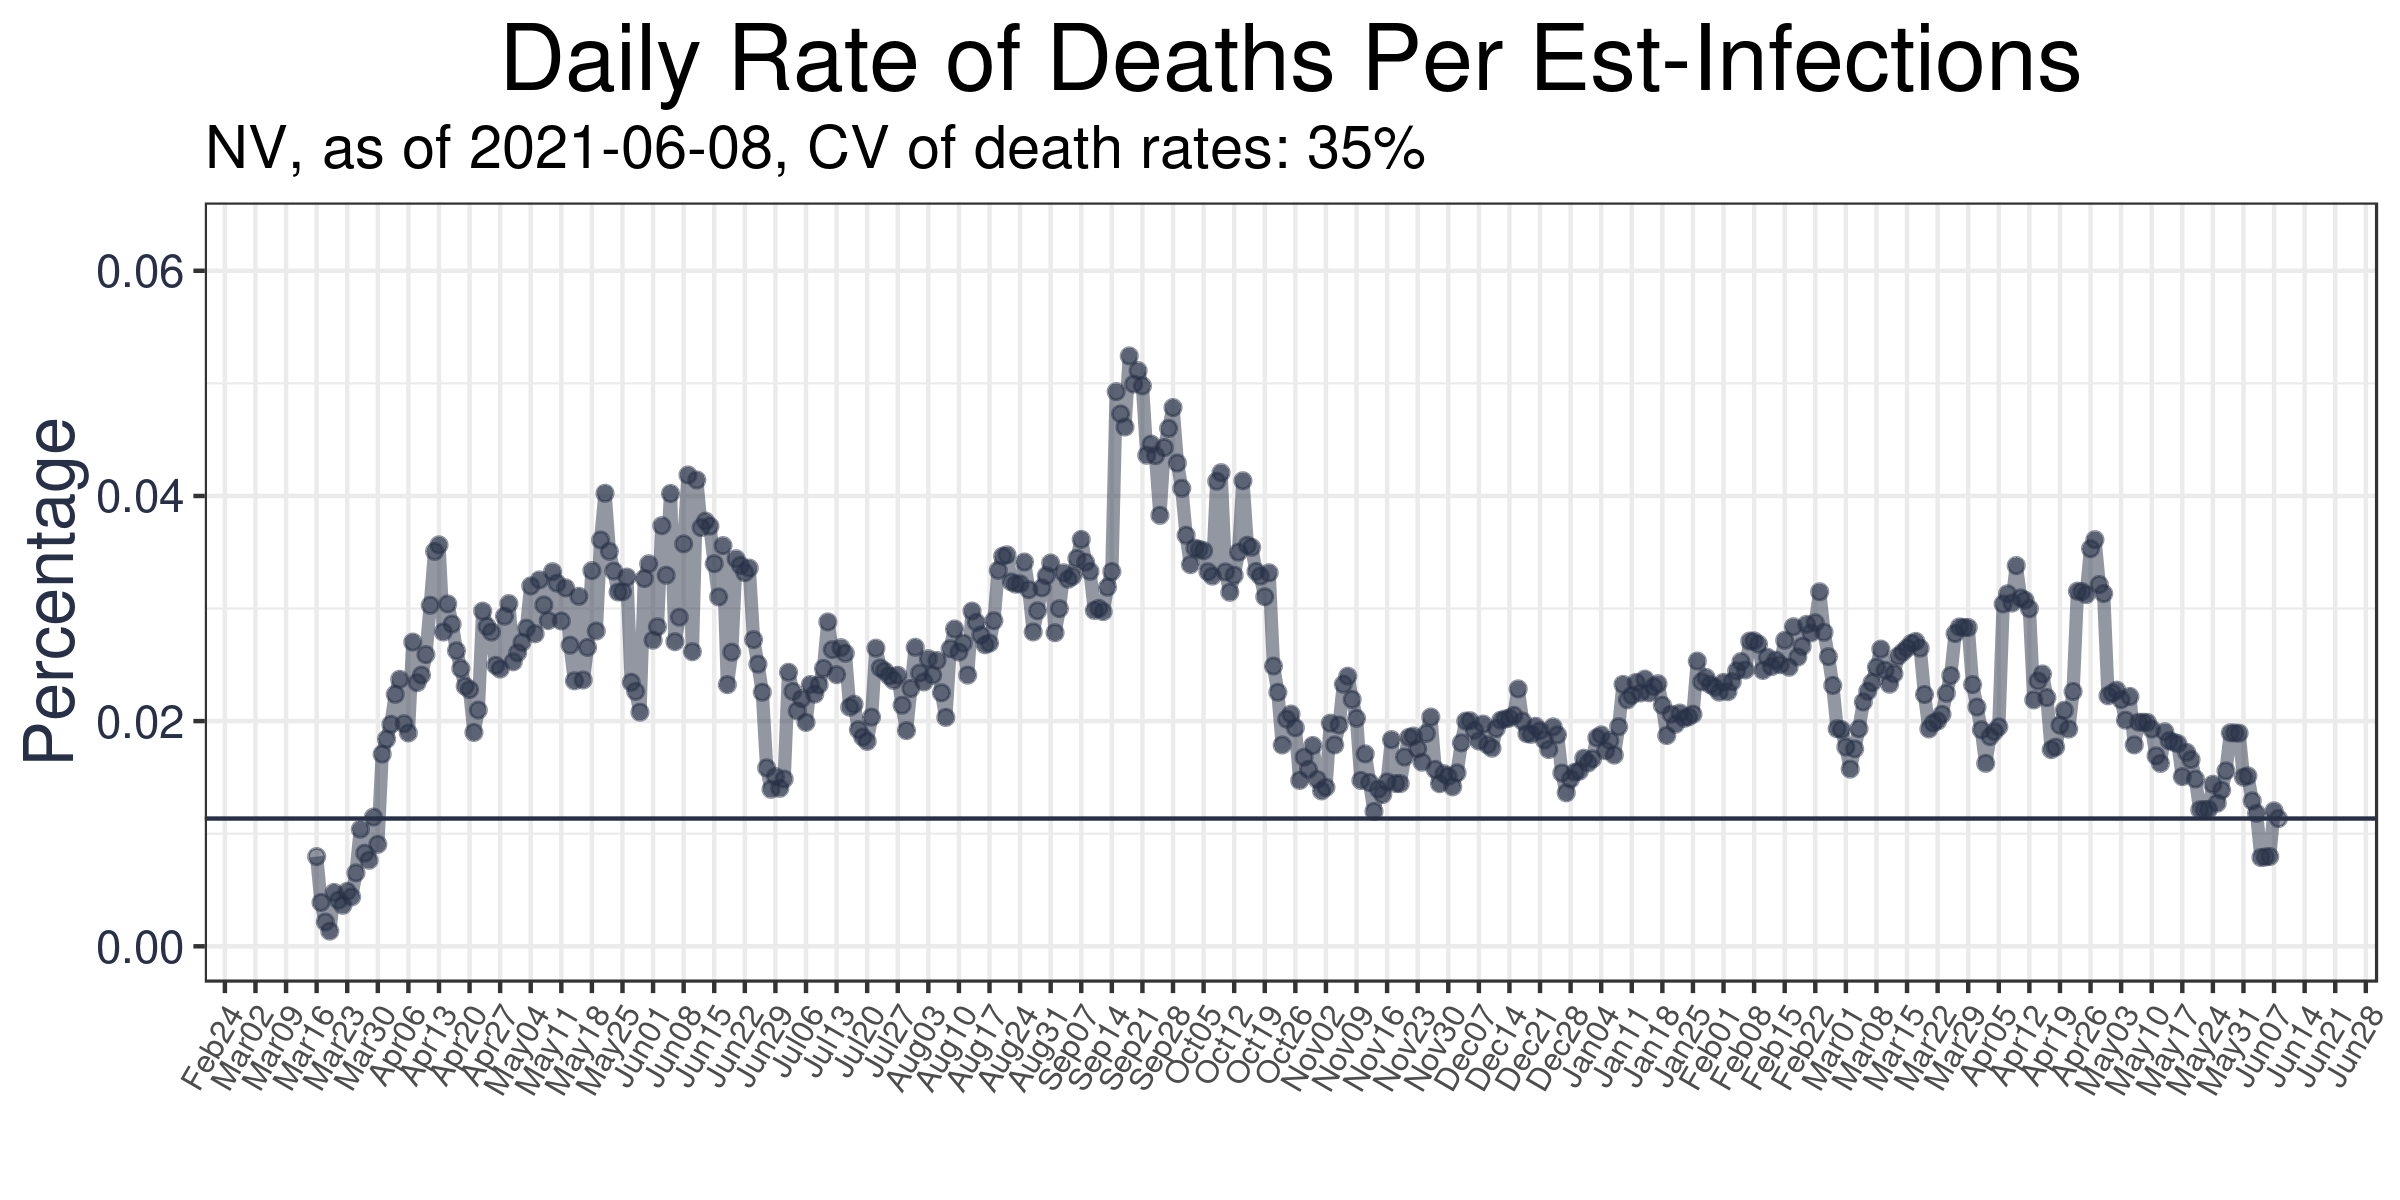 Daily Rate of Deaths Per Est-Infections
NV, as of 2021-06-08, CV of death rates: 35%
Percentage
0.06
0.04
0.02
0.00
Feb24
Mar02
Mar09
Mar16
Mar23
Mar30
Apr06
Apr13
Apr20
Apr27
May04
May11
May18
May25
Jun01
Jun08
Jun15
Jun22
Jun29
Jul06
Jul13
Jul20
Jul27
Aug03
Aug10
Aug17
Aug24
Aug31
Sep07
Sep14
Sep21
Sep28
Oct05
Oct12
Oct19
Oct26
Nov02
Nov09
Nov16
Nov23
Nov30
Dec07
Dec14
Dec21
Dec28
Jan04
Jan11
Jan18
Jan25
Feb01
Feb08
Feb15
Feb22
Mar01
Mar08
Mar15
Mar22
Mar29
Apr05
Apr12
Apr19
Apr26
May03
May10
May17
May24
May31
Jun07
Jun14
Jun21
Jun28